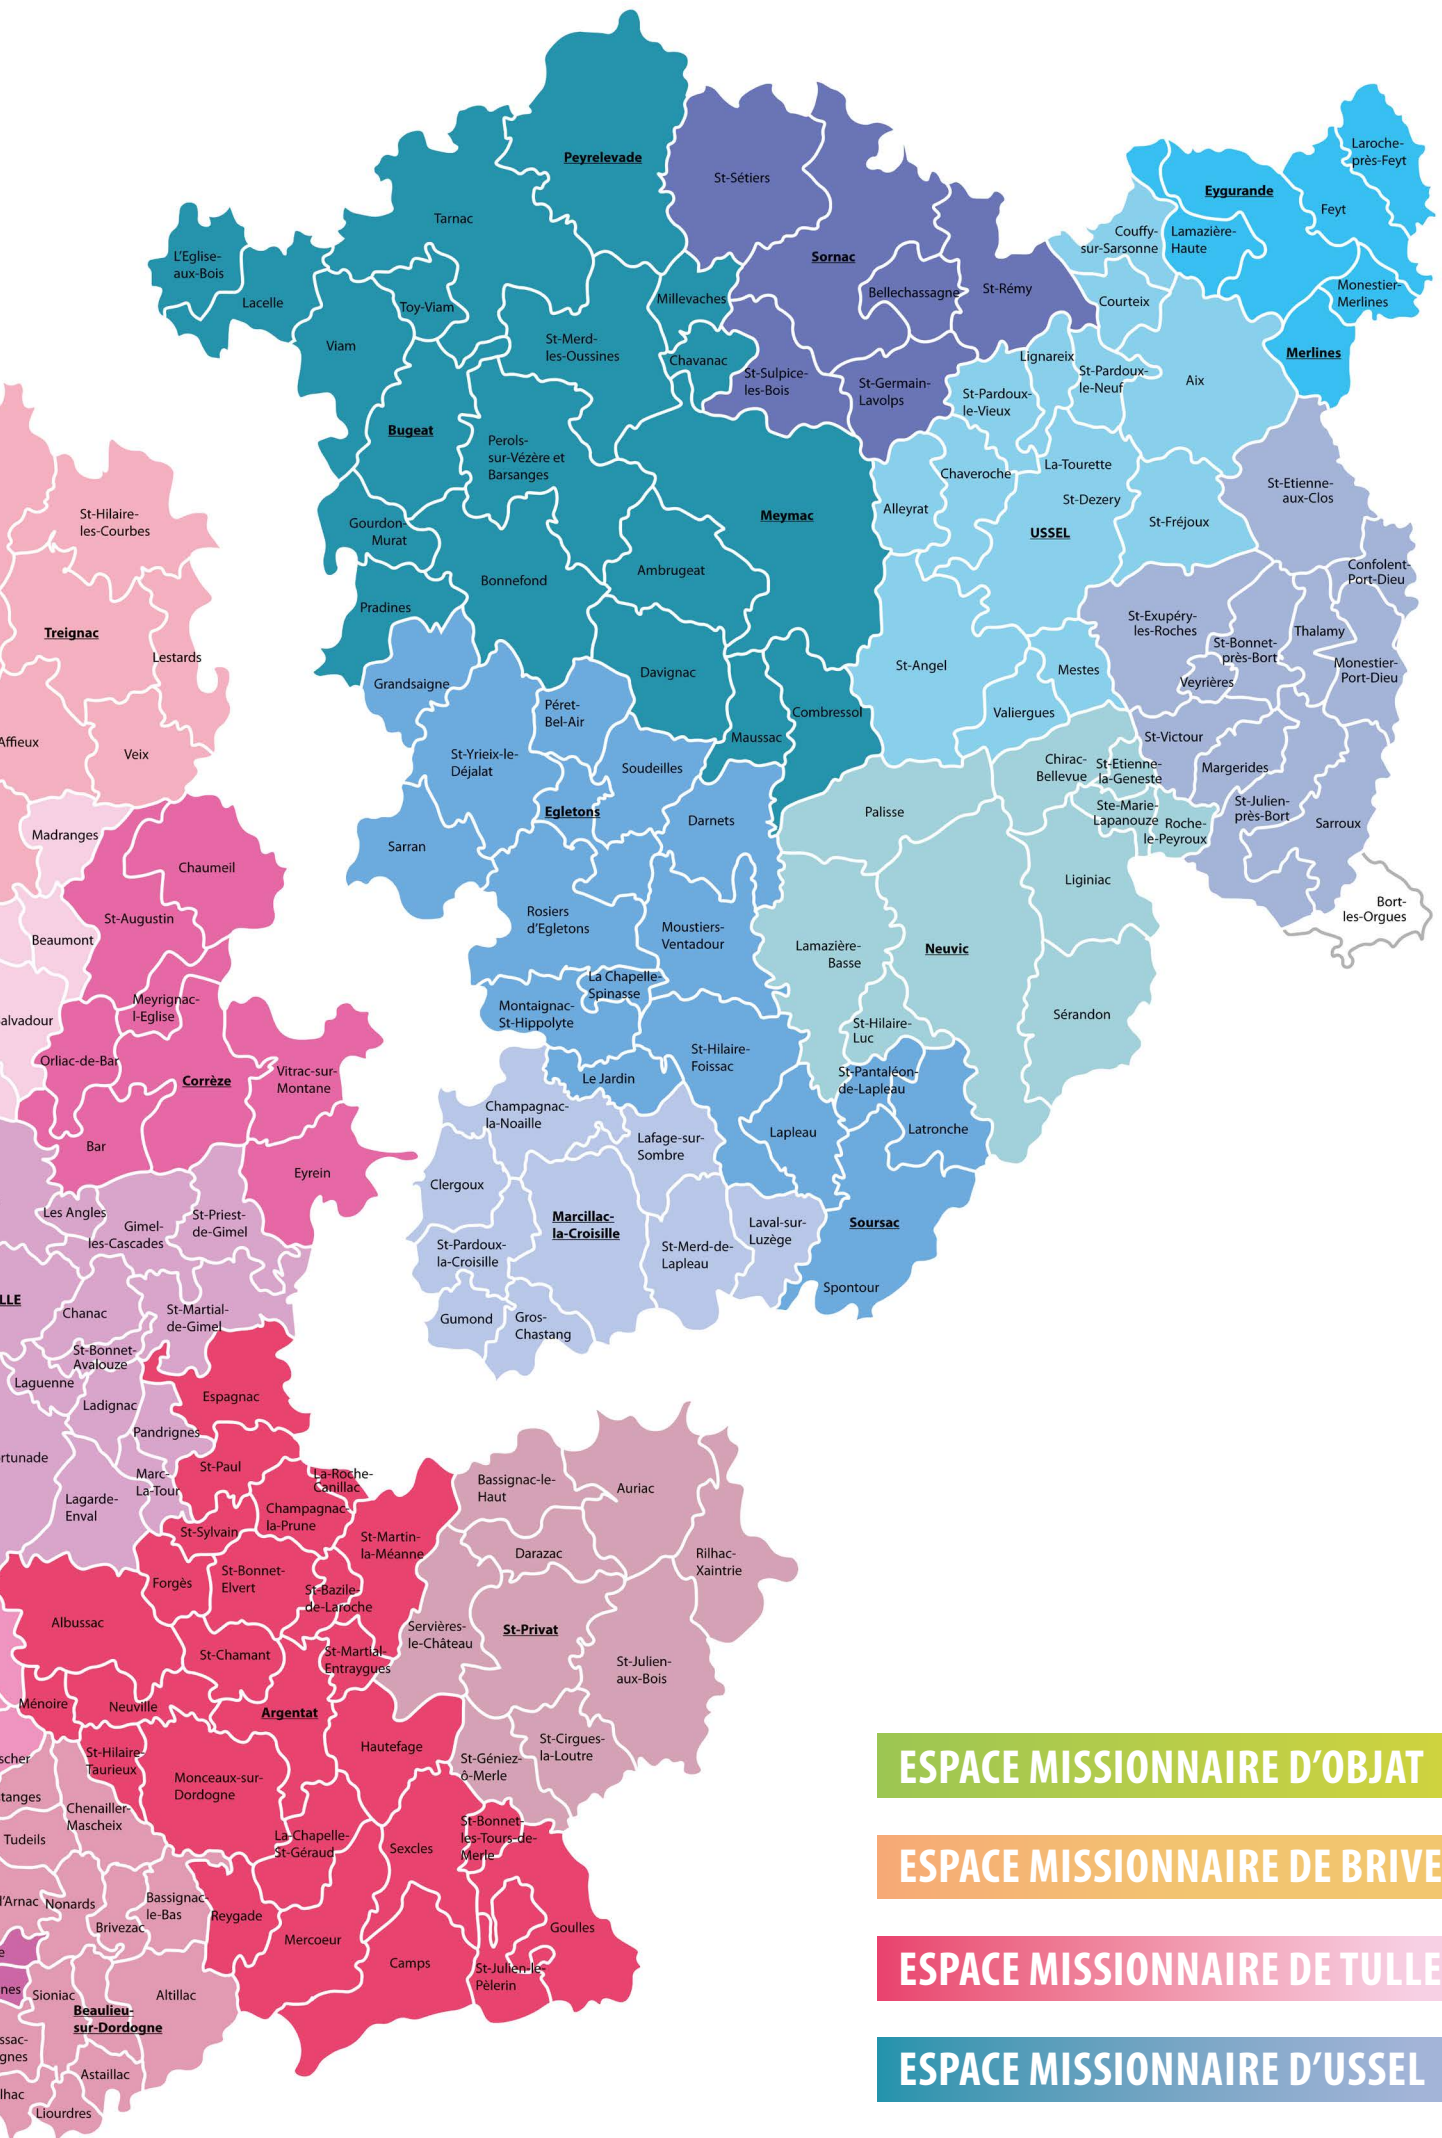 Peyrelevade
St-Sétiers
Laroche-
près-Feyt
Eygurande
Feyt
Tarnac
Couffy-
sur-Sarsonne
Lamazière-
Haute
L'Eglise-
aux-Bois
Sornac
Lacelle
Toy-Viam
Millevaches
Bellechassagne
St-Rémy
Courteix
Monestier-
Merlines
Viam
St-Merd-
les-Oussines
Chavanac
St-Sulpice-
les-Bois
St-Germain-
Lavolps
Lignareix
St-Pardoux-
le-Neuf
Merlines
St-Pardoux-
le-Vieux
Aix
Bugeat
Perols-
sur-Vézère et
Barsanges
Chaveroche
La-Tourette
St-Dezery
St-Etienne-
aux-Clos
St-Hilaire-
les-Courbes
Gourdon-
Murat
Meymac
Alleyrat
USSEL
St-Fréjoux
Bonnefond
Ambrugeat
Confolent-
Port-Dieu
Pradines
Treignac
Lestards
St-Exupéry-
les-Roches
St-Bonnet-
près-Bort
Thalamy
Grandsaigne
Davignac
St-Angel
Mestes
Veyrières
Monestier-
Port-Dieu
Péret-
Bel-Air
Combressol
Valiergues
Affieux
Veix
Maussac
St-Victour
St-Yrieix-le-
Déjalat
Soudeilles
Chirac-
Bellevue
St-Etienne-
la-Geneste
Margerides
Egletons
Darnets
Palisse
Ste-Marie-
Lapanouze
Roche-
le-Peyroux
St-Julien-
près-Bort
Sarroux
Madranges
Sarran
Chaumeil
Liginiac
Bort-
les-Orgues
St-Augustin
Rosiers
d'Egletons
Moustiers-
Ventadour
Beaumont
Lamazière-
Basse
Neuvic
La Chapelle-
Spinasse
Meyrignac-
l-Eglise
Montaignac-
St-Hippolyte
alvadour
St-Hilaire-
Luc
Sérandon
Orliac-de-Bar
Corrèze
Vitrac-sur-
Montane
Le Jardin
St-Hilaire-
Foissac
St-Pantaléon-
de-Lapleau
Champagnac-
la-Noaille
Bar
Lafage-sur-
Sombre
Lapleau
Latronche
Eyrein
Clergoux
Les Angles
Gimel-
les-Cascades
St-Priest-
de-Gimel
Marcillac-
la-Croisille
Laval-sur-
Luzège
Soursac
St-Pardoux-
la-Croisille
St-Merd-de-
Lapleau
Spontour
LLE
Chanac
St-Martial-
de-Gimel
Gumond
Gros-
Chastang
St-Bonnet-
Avalouze
Laguenne
Ladignac
Espagnac
Pandrignes
rtunade
St-Paul
Marc-
La-Tour
La-Roche-
Canillac
Bassignac-le-
Haut
Auriac
Lagarde-
Enval
Champagnac-
la-Prune
St-Sylvain
St-Martin-
la-Méanne
Darazac
Rilhac-
Xaintrie
Forgès
St-Bonnet-
Elvert
St-Bazile-
de-Laroche
Albussac
Servières-
le-Château
St-Privat
St-Chamant
St-Martial-
Entraygues
St-Julien-
aux-Bois
Ménoire
Neuville
Argentat
scher
St-Hilaire-
Taurieux
Hautefage
St-Géniez-
ô-Merle
St-Cirgues-
la-Loutre
tanges
Monceaux-sur-
Dordogne
Chenailler-
Mascheix
Tudeils
La-Chapelle-
St-Géraud
Sexcles
St-Bonnet-
les-Tours-de-
Merle
l'Arnac
Nonards
Bassignac-
le-Bas
Brivezac
Reygade
Mercoeur
Goulles
e
Camps
St-Julien-le-
Pèlerin
nes
Sioniac
Altillac
Beaulieu-
sur-Dordogne
ssac-
gnes
Astaillac
lhac
Liourdres
ESPACE MISSIONNAIRE D'OBJAT
ESPACE MISSIONNAIRE DE BRIVE
ESPACE MISSIONNAIRE DE TULLE
ESPACE MISSIONNAIRE D'USSEL